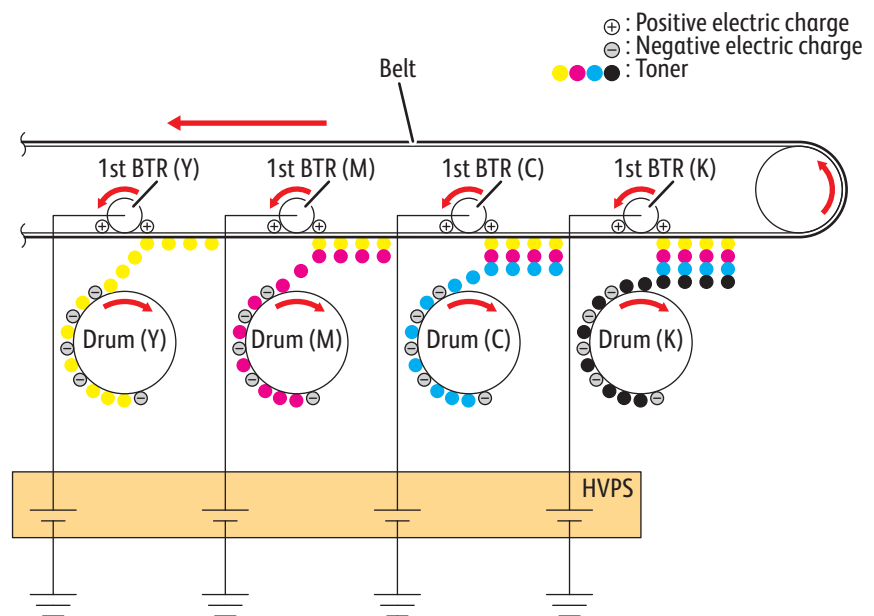 ⊕ : Positive electric charge
⊖ : Negative electric charge
: Toner
Belt
1st BTR (Y)
1st BTR (M)
1st BTR (C)
1st BTR (K)
Drum (Y)
Drum (M)
Drum (C)
Drum (K)
HVPS